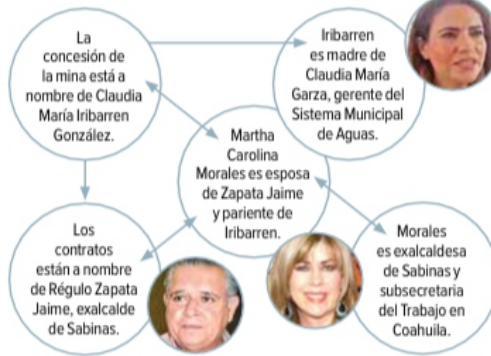 La
concesión de
la mina está a
nombre de Claudia
María Iribarren
González.
Iribarren
es madre de
Claudia María
Garza, gerente del
Sistema Municipal
de Aguas.
Martha
Carolina
Morales es esposa
de Zapata Jaime
y pariente de
Iribarren.
Los
contratos
están a nombre
de Régulo Zapata
Jaime, exalcalde
de Sabinas.
Morales
es exalcaldesa
de Sabinas y
subsecretaria
del Trabajo en
Coahuila.